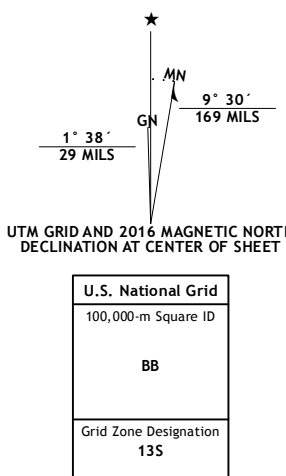 ★
MN
GN
9° 30´
169 MILS
1° 38´
29 MILS
UTM GRID AND 2016 MAGNETIC NORTH
DECLINATION AT CENTER OF SHEET
U.S. National Grid
100,000-m Square ID
BB
Grid Zone Designation
13S